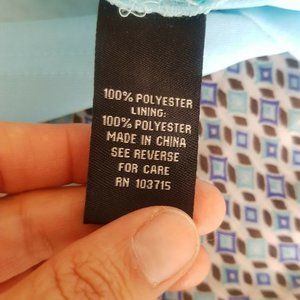 100% POLYESTER
LINING:
100% POLYESTER
MADE IN CHINA
SEE REVERSE
FOR CARE
RN 103715